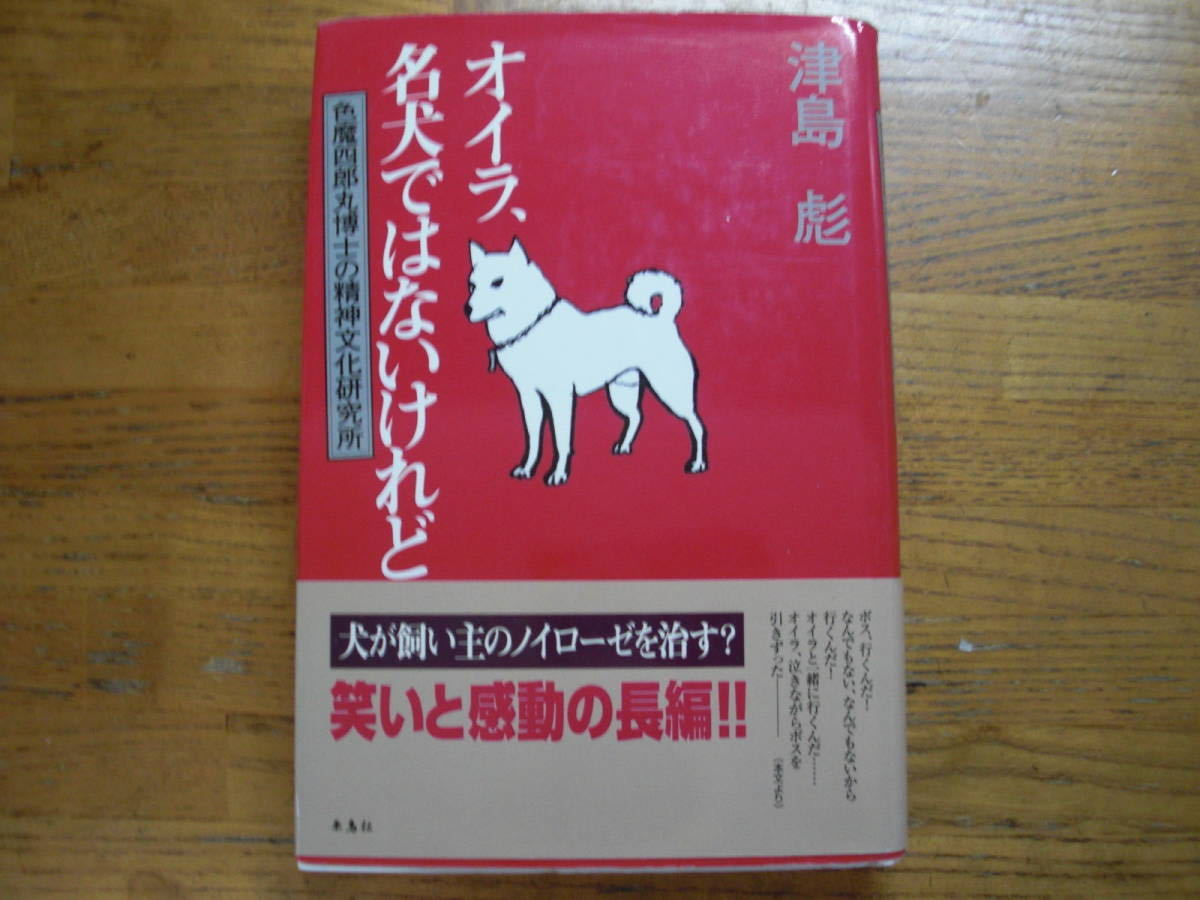 津島 彪
オイラ、
名犬ではないけれど
色魔四郎丸博士の精神文化研究所
犬が飼い主のノイローゼを治す?
笑いと感動の長編!!
ボス、行くんだ!
なんでもない、なんでもないから
行くんだ!
オイラと一緒に行くんだ……
オイラ、泣きながらボスを
引きずった———
(本文より)